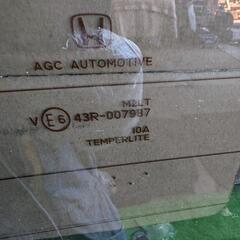 AGC AUTOMOTIVE
M2LT
V E6 43R-007987
10A
TEMPERLITE